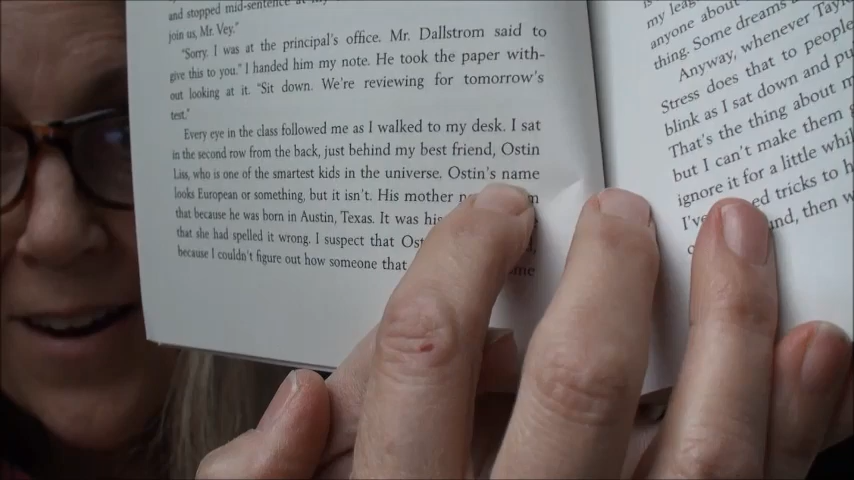 and stopped mid-sentence at
join us, Mr. Vey."
"Sorry. I was at the principal's office. Mr. Dallstrom said to
give this to you." I handed him my note. He took the paper with-
out looking at it. "Sit down. We're reviewing for tomorrow's
test."
Every eye in the class followed me as I walked to my desk. I sat
in the second row from the back, just behind my best friend, Ostin
Liss, who is one of the smartest kids in the universe. Ostin's name
looks European or something, but it isn't. His mother
that because he was born in Austin, Texas. It was his
that she had spelled it wrong. I suspect that Ost
because I couldn't figure out how someone that
my
anyone about
thing. Some dreams
Anyway, whenever Tayl
Stress does that to people
blink as I sat down and pu
That's the thing about m
but I can't make them
ignore it for a little whil
I've ed tricks to h
nd, then w